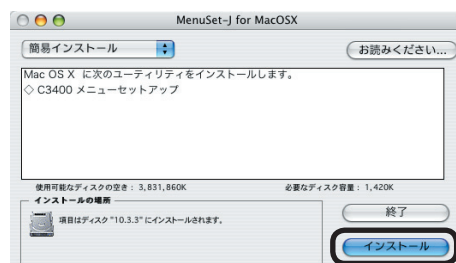 MenuSet-J for MacOSX
簡易インストール
お読みください...
Mac OS X に次のユーティリティをインストールします。
◇ C3400 メニューセットアップ
使用可能なディスクの空き： 3,831,860K
必要なディスク容量： 1,420K
インストールの場所
項目はディスク "10.3.3" にインストールされます。
終了
インストール